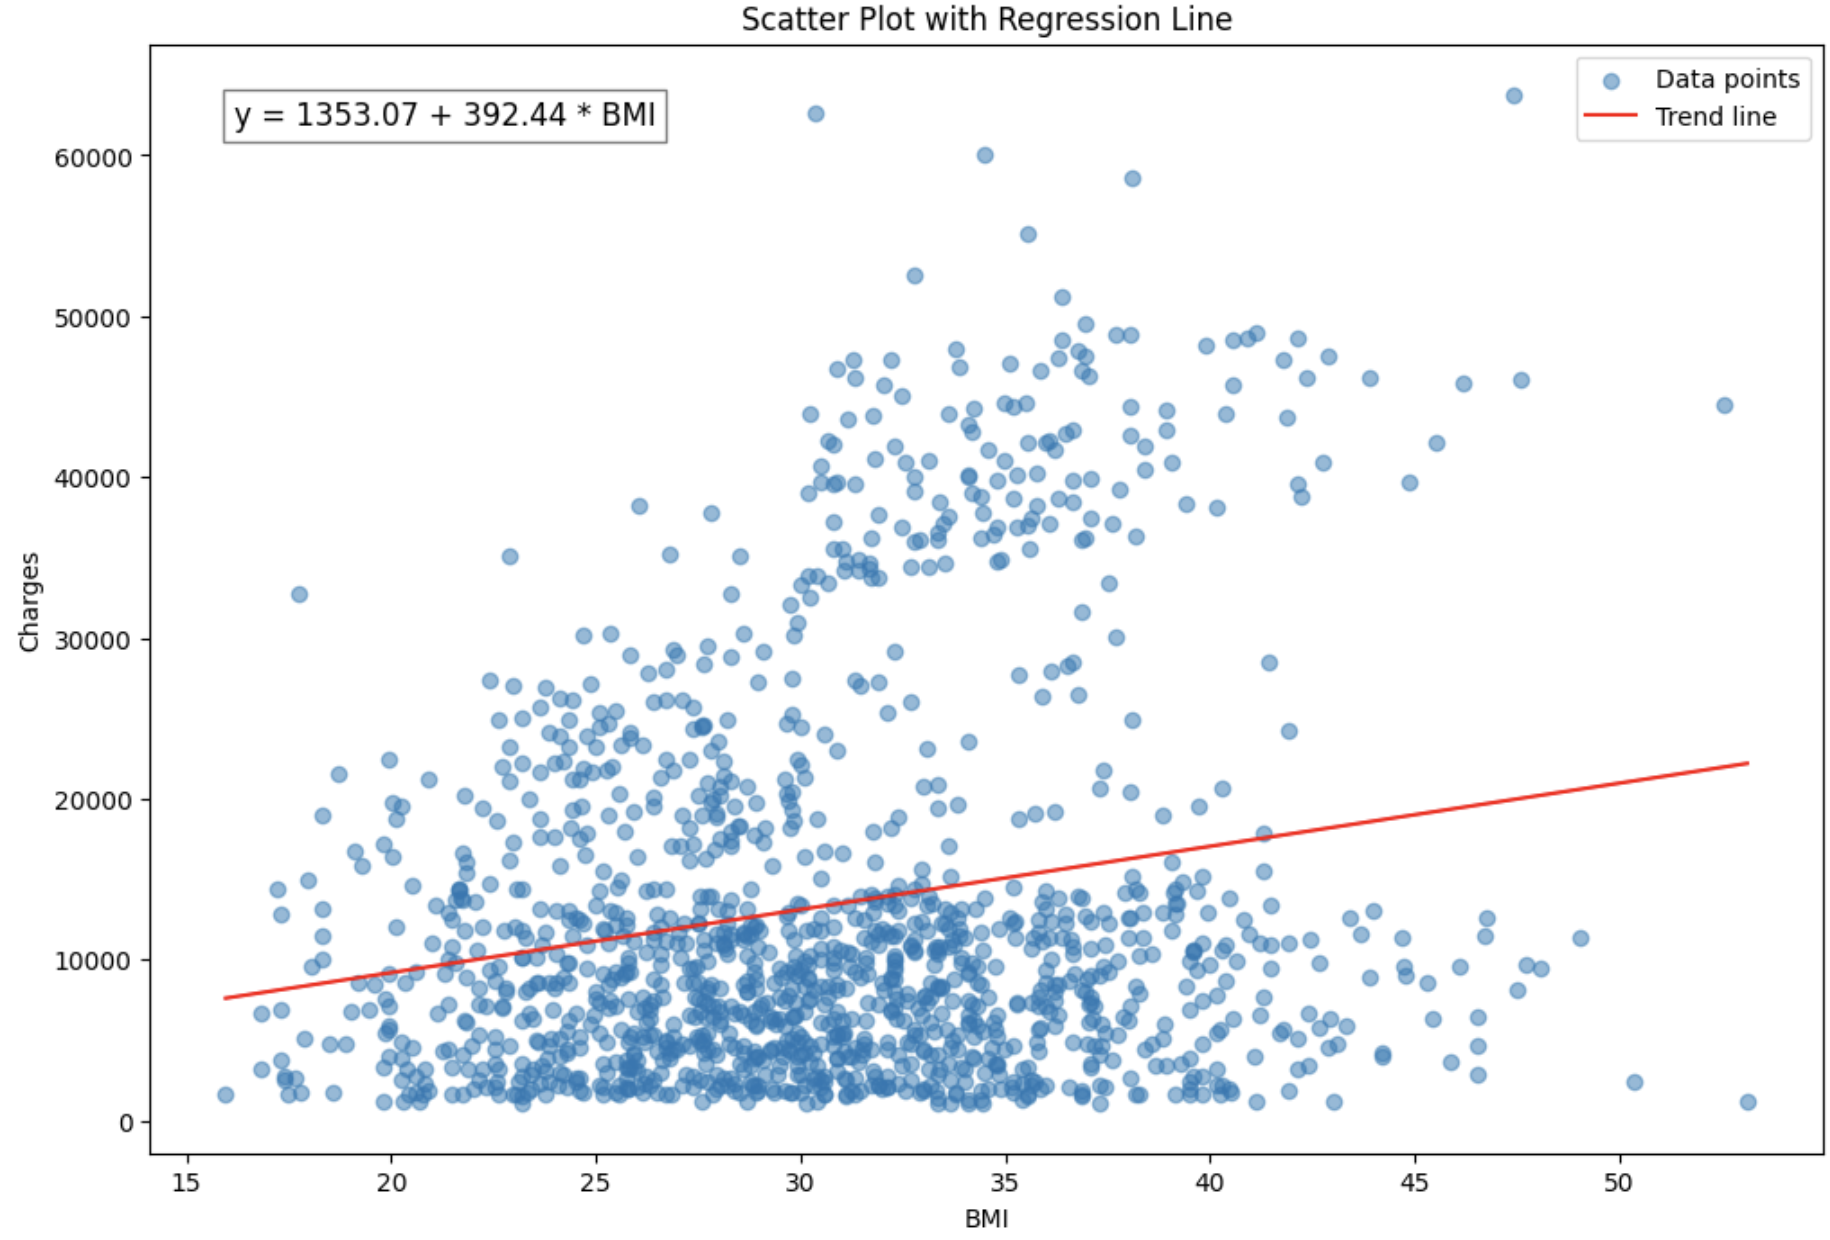 Scatter Plot with Regression Line
y = 1353.07 + 392.44 * BMI
Data points
Trend line
60000
50000
40000
30000
20000
10000
0
Charges
15 20 25 30 35 40 45 50
BMI